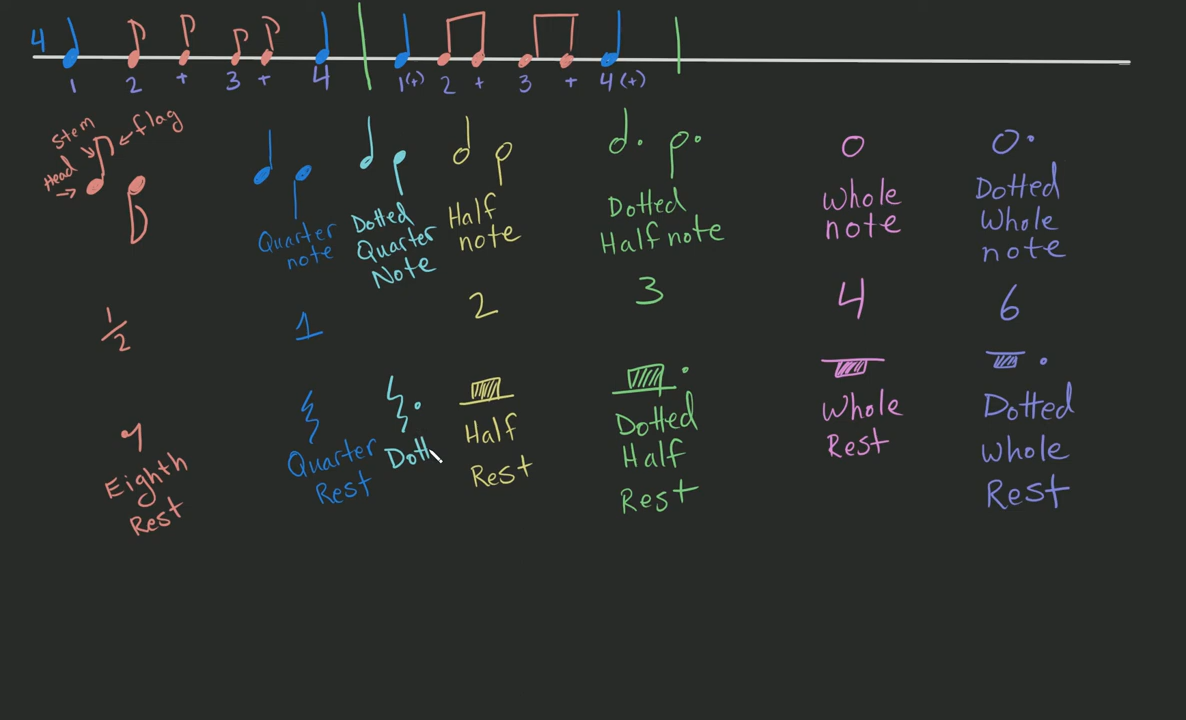 4
1 2 + 3 + 4 1(+) 2 + 3 + 4(+)
Stem
flag
Head
Quarter
note
Dotted
Quarter
Note
Half
note
Dotted
Half note
Whole
note
Dotted
Whole
note
1/2
1
2
3
4
6
Eighth
Rest
Quarter
Rest
Dott
Half
Rest
Dotted
Half
Rest
Whole
Rest
Dotted
Whole
Rest